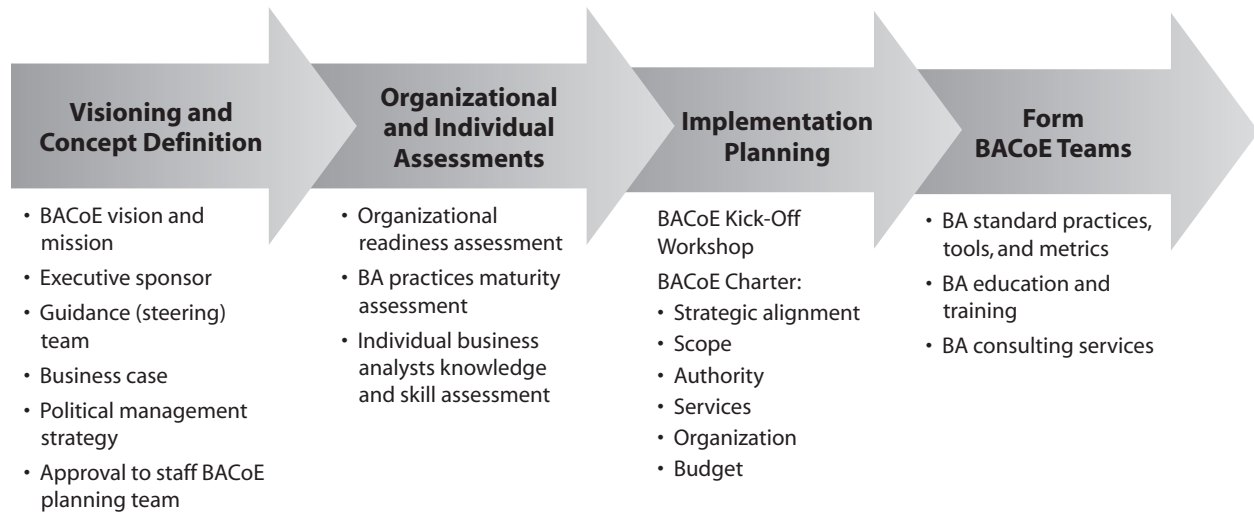 Visioning and
Concept Definition
• BACoE vision and
mission
• Executive sponsor
• Guidance (steering)
team
• Business case
• Political management
strategy
• Approval to staff BACoE
planning team
Organizational
and Individual
Assessments
• Organizational
readiness assessment
• BA practices maturity
assessment
• Individual business
analysts knowledge
and skill assessment
Implementation
Planning
BACoE Kick-Off
Workshop
BACoE Charter:
• Strategic alignment
• Scope
• Authority
• Services
• Organization
• Budget
Form
BACoE Teams
• BA standard practices,
tools, and metrics
• BA education and
training
• BA consulting services